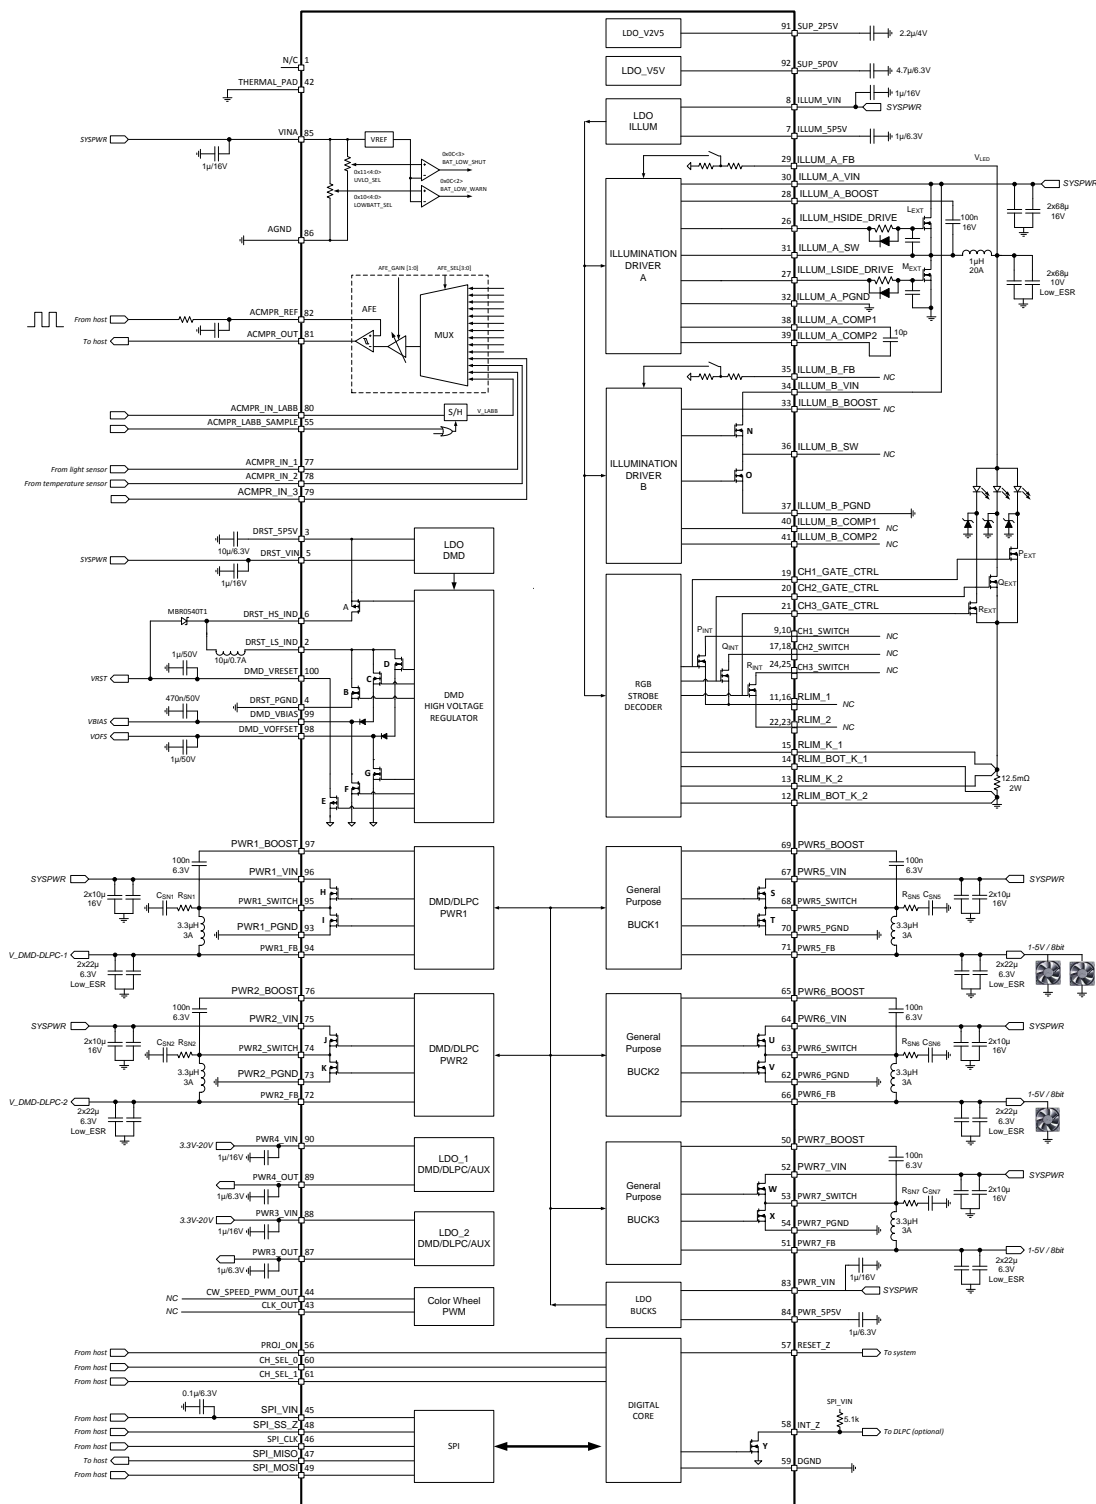 N/C 1
THERMAL_PAD 42
SYSPWR
VINA 85
1µ/16V
VREF
0x0C<3>
BAT_LOW_SHUT
0x11<4:0>
UVLO_SEL
0x0C<2>
BAT_LOW_WARN
0x10<4:0>
LOWBATT_SEL
AGND 86
AFE_GAIN [1:0]
AFE_SEL[3:0]
AFE
MUX
From host
ACMPR_REF 82
To host
ACMPR_OUT 81
ACMPR_IN_LABB 80
S/H
V_LABB
ACMPR_LABB_SAMPLE 55
From light sensor
ACMPR_IN_1 77
From temperature sensor
ACMPR_IN_2 78
ACMPR_IN_3 79
DRST_5P5V 3
10µ/6.3V
SYSPWR
DRST_VIN 5
1µ/16V
LDO
DMD
MBR0540T1
DRST_HS_IND 6
A
DRST_LS_IND 2
10µ/0.7A
1µ/50V
VRST
DMD_VRESET 100
470n/50V
DRST_PGND 4
VBIAS
DMD_VBIAS 99
VOFS
DMD_VOFFSET 98
1µ/50V
B
C
D
E
F
G
DMD
HIGH VOLTAGE
REGULATOR
PWR1_BOOST 97
100n
6.3V
SYSPWR
PWR1_VIN 96
2x10µ
16V
CSN1 RSN1
PWR1_SWITCH 95
H
I
3.3µH
3A
PWR1_PGND 93
V_DMD-DLPC-1
PWR1_FB 94
2x22µ
6.3V
Low_ESR
DMD/DLPC
PWR1
PWR2_BOOST 76
100n
6.3V
SYSPWR
PWR2_VIN 75
2x10µ
16V
CSN2 RSN2
PWR2_SWITCH 74
J
K
3.3µH
3A
PWR2_PGND 73
V_DMD-DLPC-2
PWR2_FB 72
2x22µ
6.3V
Low_ESR
DMD/DLPC
PWR2
3.3V-20V
PWR4_VIN 90
1µ/16V
PWR4_OUT 89
1µ/6.3V
LDO_1
DMD/DLPC/AUX
3.3V-20V
PWR3_VIN 88
1µ/16V
PWR3_OUT 87
1µ/6.3V
LDO_2
DMD/DLPC/AUX
NC
CW_SPEED_PWM_OUT 44
NC
CLK_OUT 43
Color Wheel
PWM
From host
PROJ_ON 56
From host
CH_SEL_0 60
From host
CH_SEL_1 61
0.1µ/6.3V
From host
SPI_VIN 45
From host
SPI_SS_Z 48
From host
SPI_CLK 46
To host
SPI_MISO 47
From host
SPI_MOSI 49
SPI
LDO_V2V5
91 SUP_2P5V
2.2µ/4V
LDO_V5V
92 SUP_5P0V
4.7µ/6.3V
1µ/16V
LDO
ILLUM
8 ILLUM_VIN
SYSPWR
7 ILLUM_5P5V
1µ/6.3V
29 ILLUM_A_FB
VLED
30 ILLUM_A_VIN
SYSPWR
28 ILLUM_A_BOOST
2x68µ
16V
LEXT
100n
16V
26 ILLUM_HSIDE_DRIVE
ILLUMINATION
DRIVER
A
31 ILLUM_A_SW
1µH
20A
27 ILLUM_LSIDE_DRIVE
MEXT
2x68µ
10V
Low_ESR
32 ILLUM_A_PGND
38 ILLUM_A_COMP1
10p
39 ILLUM_A_COMP2
35 ILLUM_B_FB
NC
34 ILLUM_B_VIN
33 ILLUM_B_BOOST
NC
N
36 ILLUM_B_SW
NC
ILLUMINATION
DRIVER
B
O
37 ILLUM_B_PGND
40 ILLUM_B_COMP1
NC
41 ILLUM_B_COMP2
NC
PEXT
19 CH1_GATE_CTRL
QEXT
20 CH2_GATE_CTRL
REXT
21 CH3_GATE_CTRL
PINT
9,10 CH1_SWITCH
NC
QINT
17,18 CH2_SWITCH
NC
RINT
24,25 CH3_SWITCH
NC
RGB
STROBE
DECODER
11,16 RLIM_1
NC
22,23 RLIM_2
NC
15 RLIM_K_1
14 RLIM_BOT_K_1
12.5mΩ
2W
13 RLIM_K_2
12 RLIM_BOT_K_2
69 PWR5_BOOST
100n
6.3V
67 PWR5_VIN
SYSPWR
General
Purpose
BUCK1
S
T
68 PWR5_SWITCH
RSN5 CSN5
2x10µ
16V
70 PWR5_PGND
3.3µH
3A
71 PWR5_FB
1-5V / 8bit
2x22µ
6.3V
Low_ESR
65 PWR6_BOOST
100n
6.3V
64 PWR6_VIN
SYSPWR
General
Purpose
BUCK2
U
V
63 PWR6_SWITCH
RSN6 CSN6
2x10µ
16V
62 PWR6_PGND
3.3µH
3A
66 PWR6_FB
1-5V / 8bit
2x22µ
6.3V
Low_ESR
50 PWR7_BOOST
100n
6.3V
52 PWR7_VIN
SYSPWR
General
Purpose
BUCK3
W
X
53 PWR7_SWITCH
RSN7 CSN7
2x10µ
16V
54 PWR7_PGND
3.3µH
3A
51 PWR7_FB
1-5V / 8bit
2x22µ
6.3V
Low_ESR
83 PWR_VIN
1µ/16V
SYSPWR
LDO
BUCKS
84 PWR_5P5V
1µ/6.3V
57 RESET_Z
To system
DIGITAL
CORE
SPI_VIN
5.1k
58 INT_Z
To DLPC (optional)
Y
59 DGND